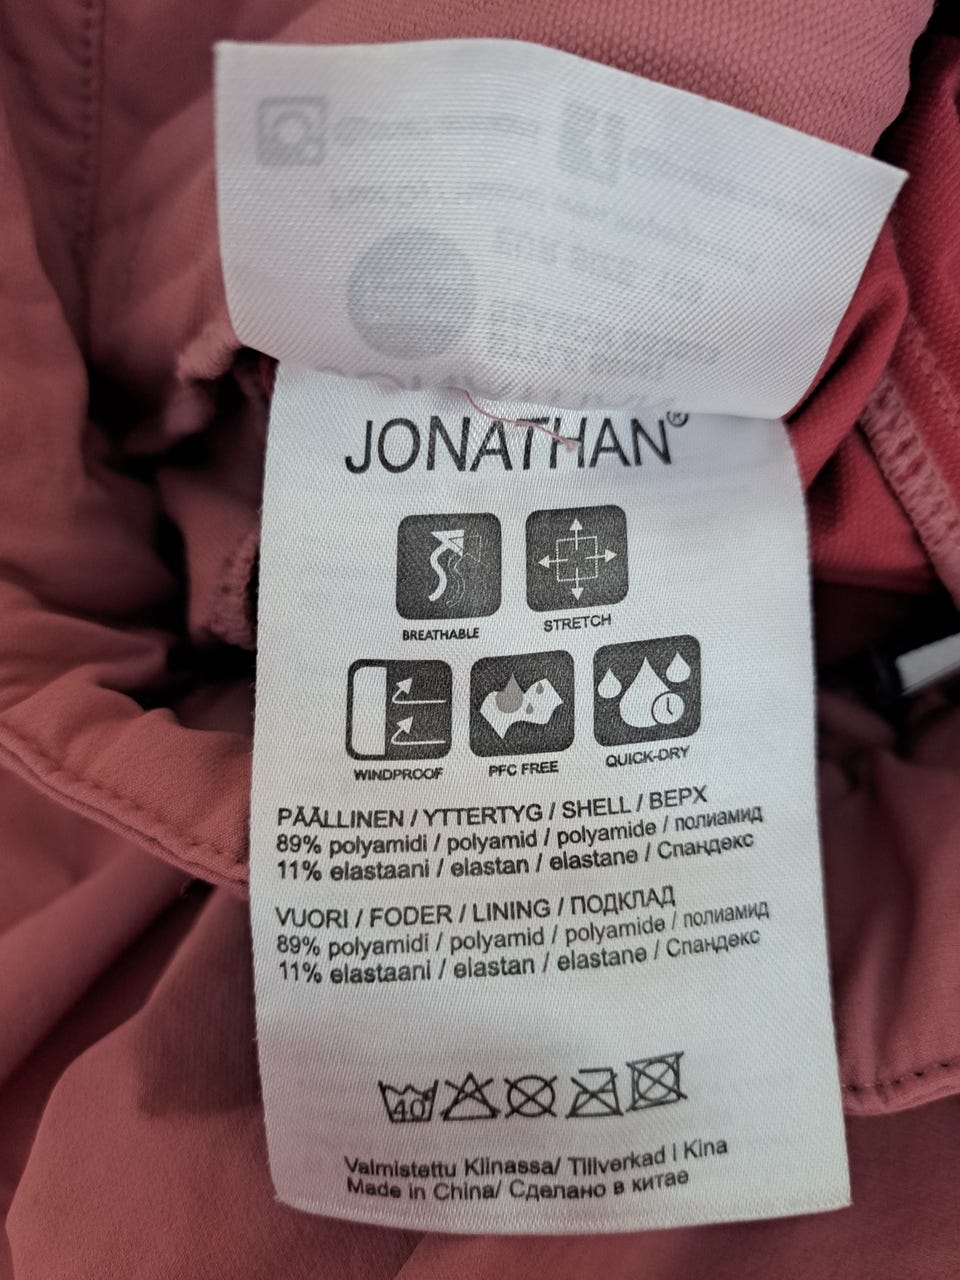 JONATHAN®
BREATHABLE
STRETCH
WINDPROOF
PFC FREE
QUICK-DRY
PÄÄLLINEN / YTTERTYG / SHELL / ВЕРХ
89% polyamidi / polyamid / polyamide / полиамид
11% elastaani / elastan / elastane / Спандекс
VUORI / FODER / LINING / ПОДКЛАД
89% polyamidi / polyamid / polyamide / полиамид
11% elastaani / elastan / elastane / Спандекс
40
Valmistettu Kiinassa/ Tillverkad i Kina
Made in China/ Сделано в китае